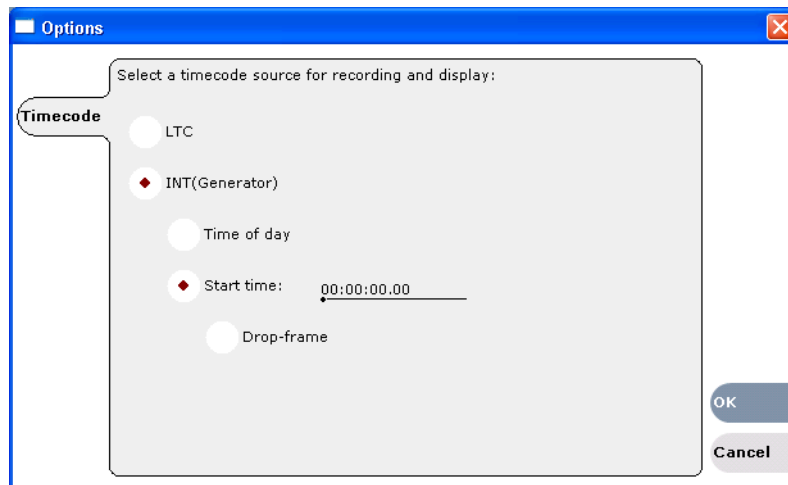 Options
Select a timecode source for recording and display:
Timecode
LTC
INT(Generator)
Time of day
Start time: 00:00:00.00
Drop-frame
OK
Cancel